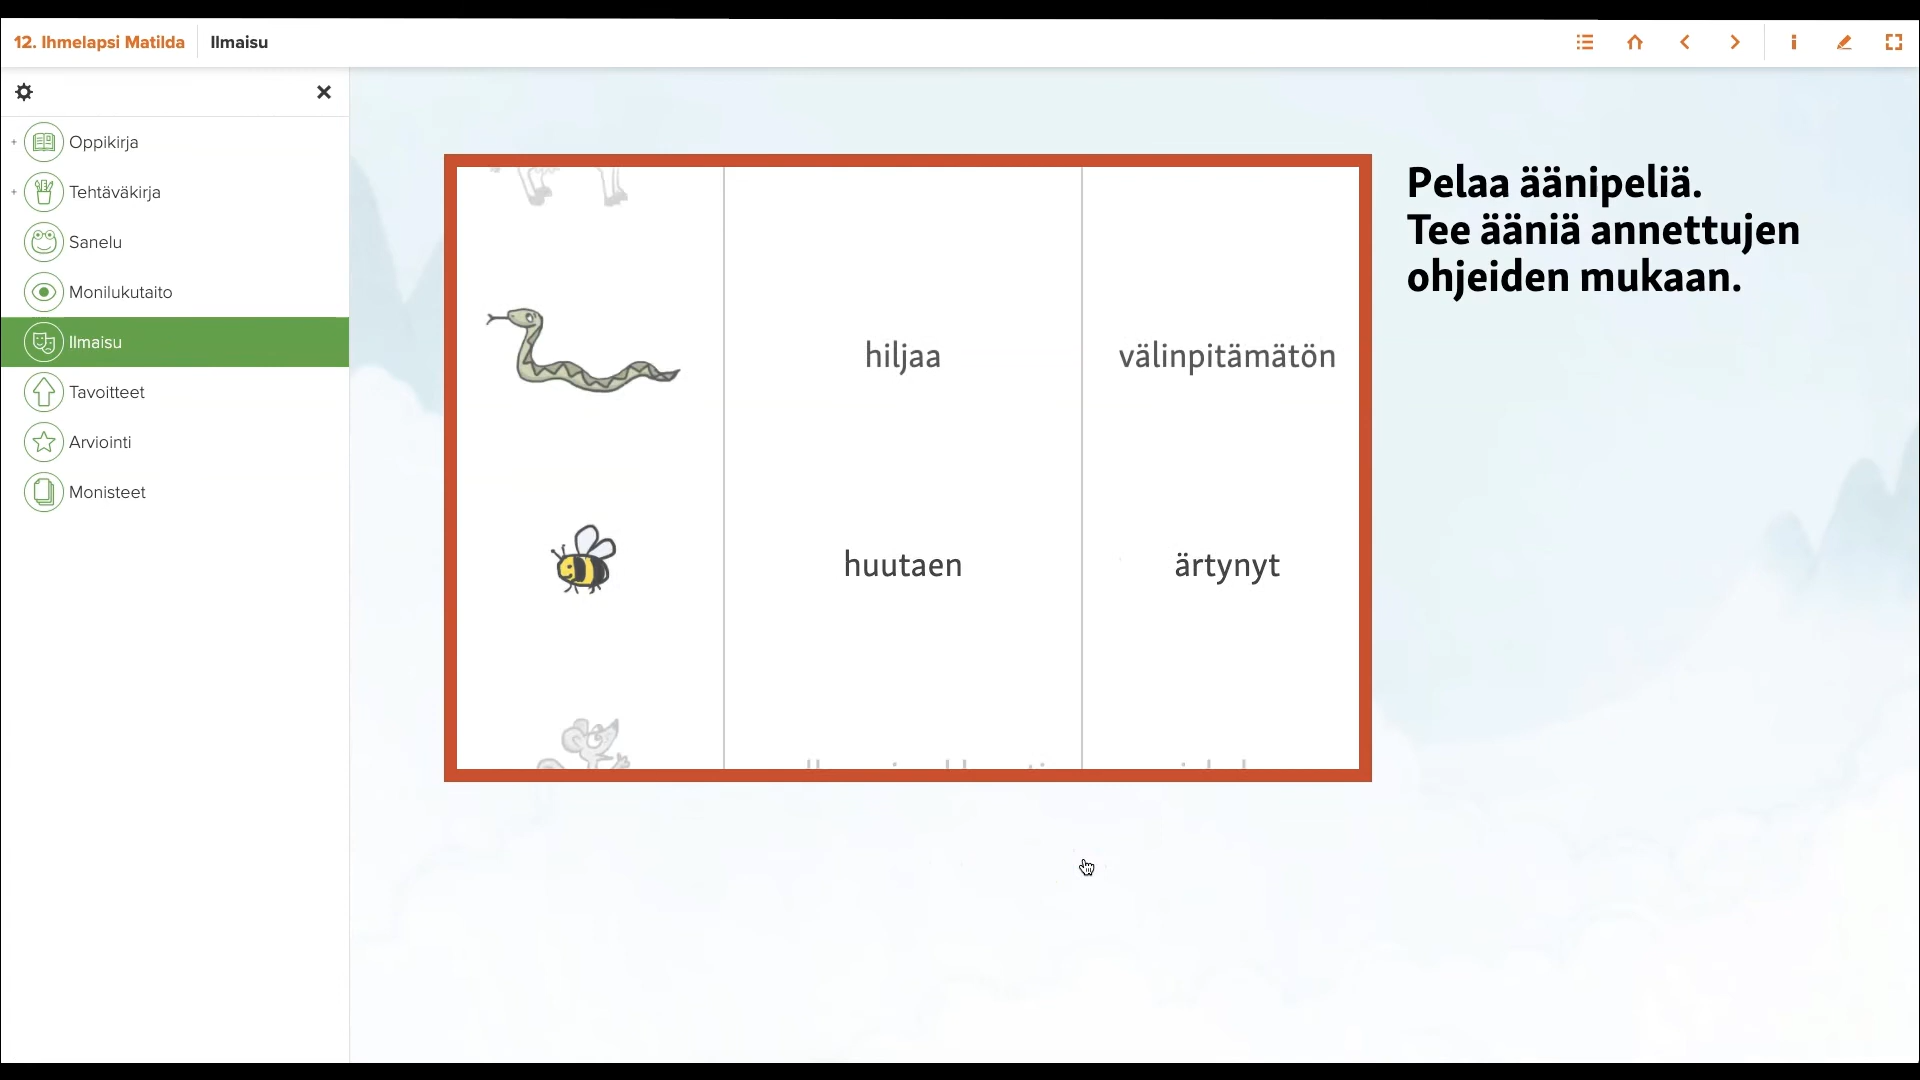 12. Ihmelapsi Matilda
Ilmaisu
Oppikirja
Tehtäväkirja
Sanelu
Monilukutaito
Ilmaisu
Tavoitteet
Arviointi
Monisteet
hiljaa
välinpitämätön
huutaen
ärtynyt
Pelaa äänipeliä.
Tee ääniä annettujen
ohjeiden mukaan.